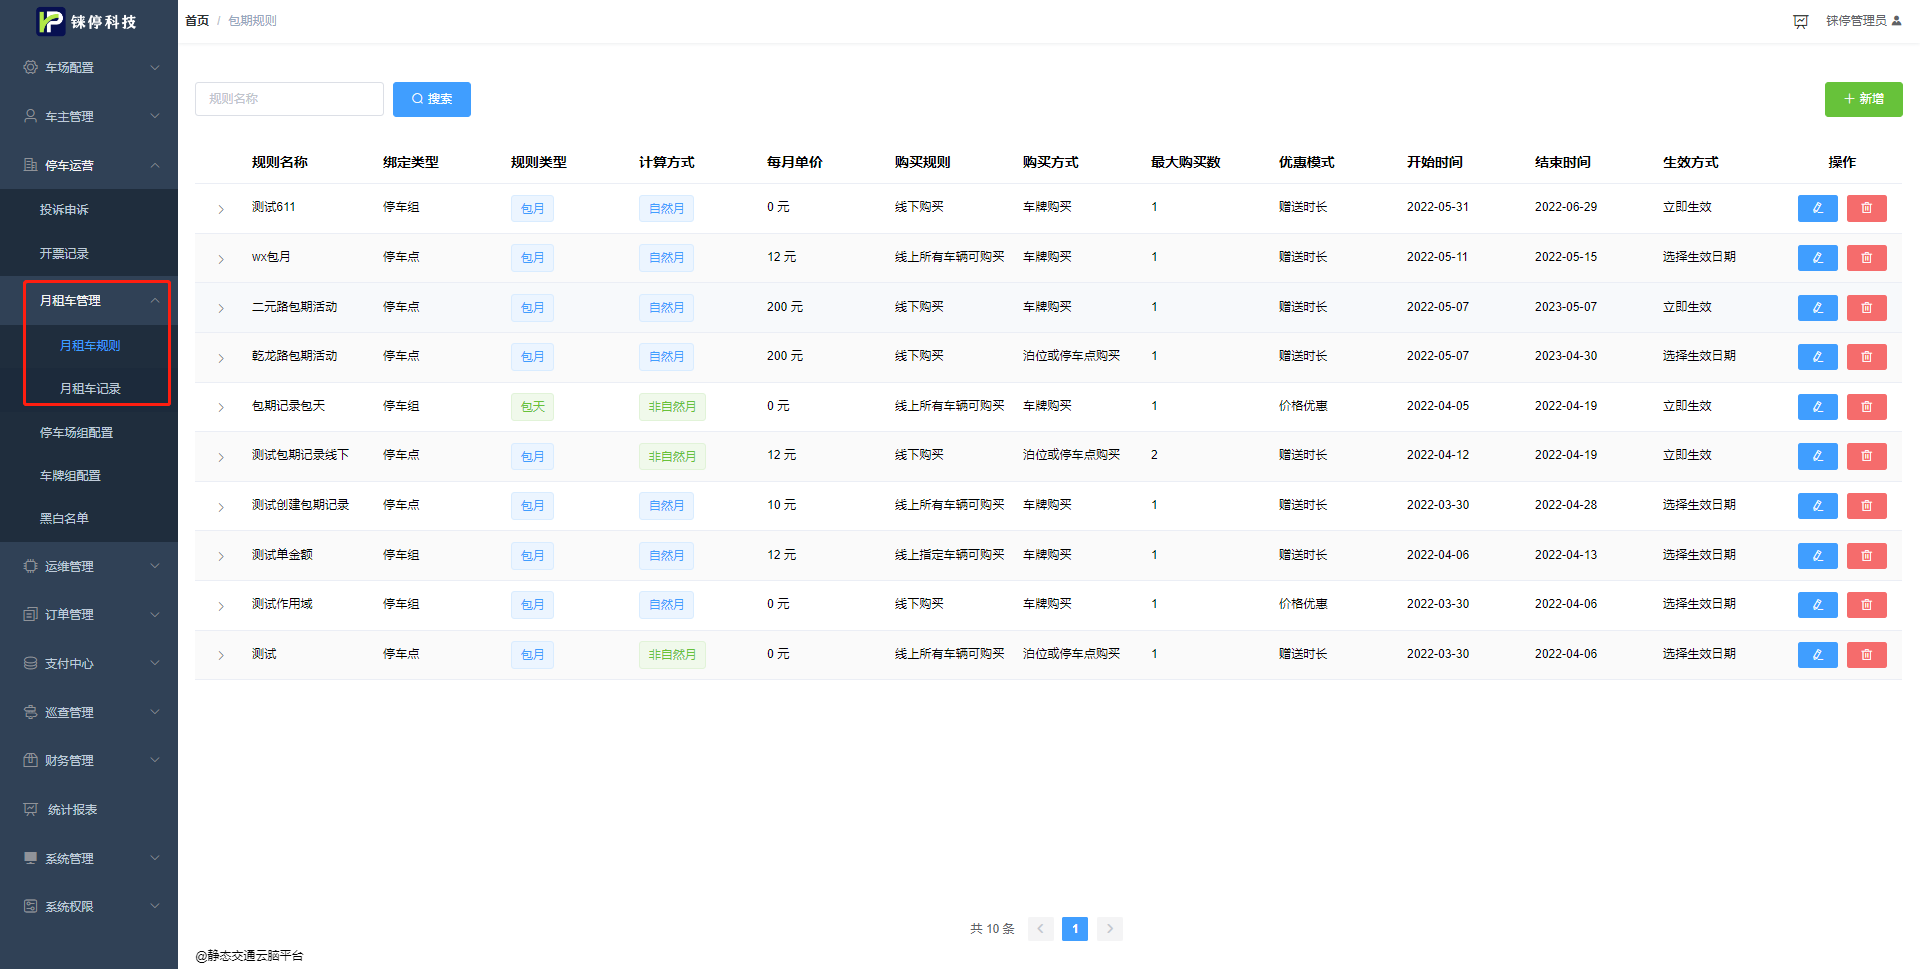 铼停科技
首页 / 包期规则
铼停管理员
车场配置
车主管理
停车运营
投诉申诉
开票记录
月租车管理
月租车规则
月租车记录
停车场组配置
车牌组配置
黑白名单
运维管理
订单管理
支付中心
巡查管理
财务管理
统计报表
系统管理
系统权限
规则名称 搜索 新增
规则名称 绑定类型 规则类型 计算方式 每月单价 购买规则 购买方式 最大购买数 优惠模式 开始时间 结束时间 生效方式 操作
测试611 停车组 包月 自然月 0 元 线下购买 车牌购买 1 赠送时长 2022-05-31 2022-06-29 立即生效
wx包月 停车点 包月 自然月 12 元 线上所有车辆可购买 车牌购买 1 赠送时长 2022-05-11 2022-05-15 选择生效日期
二元路包期活动 停车点 包月 自然月 200 元 线下购买 车牌购买 1 赠送时长 2022-05-07 2023-05-07 立即生效
乾龙路包期活动 停车点 包月 自然月 200 元 线下购买 泊位或停车点购买 1 赠送时长 2022-05-07 2023-04-30 选择生效日期
包期记录包天 停车组 包天 非自然月 0 元 线上所有车辆可购买 车牌购买 1 价格优惠 2022-04-05 2022-04-19 立即生效
测试包期记录线下 停车点 包月 非自然月 12 元 线下购买 泊位或停车点购买 2 赠送时长 2022-04-12 2022-04-19 立即生效
测试创建包期记录 停车点 包月 自然月 10 元 线上所有车辆可购买 车牌购买 1 赠送时长 2022-03-30 2022-04-28 选择生效日期
测试单金额 停车组 包月 自然月 12 元 线上指定车辆可购买 车牌购买 1 赠送时长 2022-04-06 2022-04-13 选择生效日期
测试作用域 停车组 包月 自然月 0 元 线下购买 车牌购买 1 价格优惠 2022-03-30 2022-04-06 选择生效日期
测试 停车点 包月 非自然月 0 元 线上所有车辆可购买 泊位或停车点购买 1 赠送时长 2022-03-30 2022-04-06 选择生效日期
共 10 条 1
@静态交通云脑平台